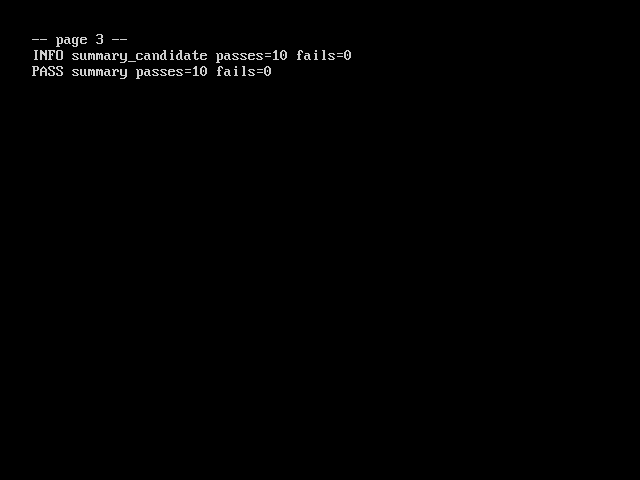 -- page 3 --
INFO summary_candidate passes=10 fails=0
PASS summary passes=10 fails=0